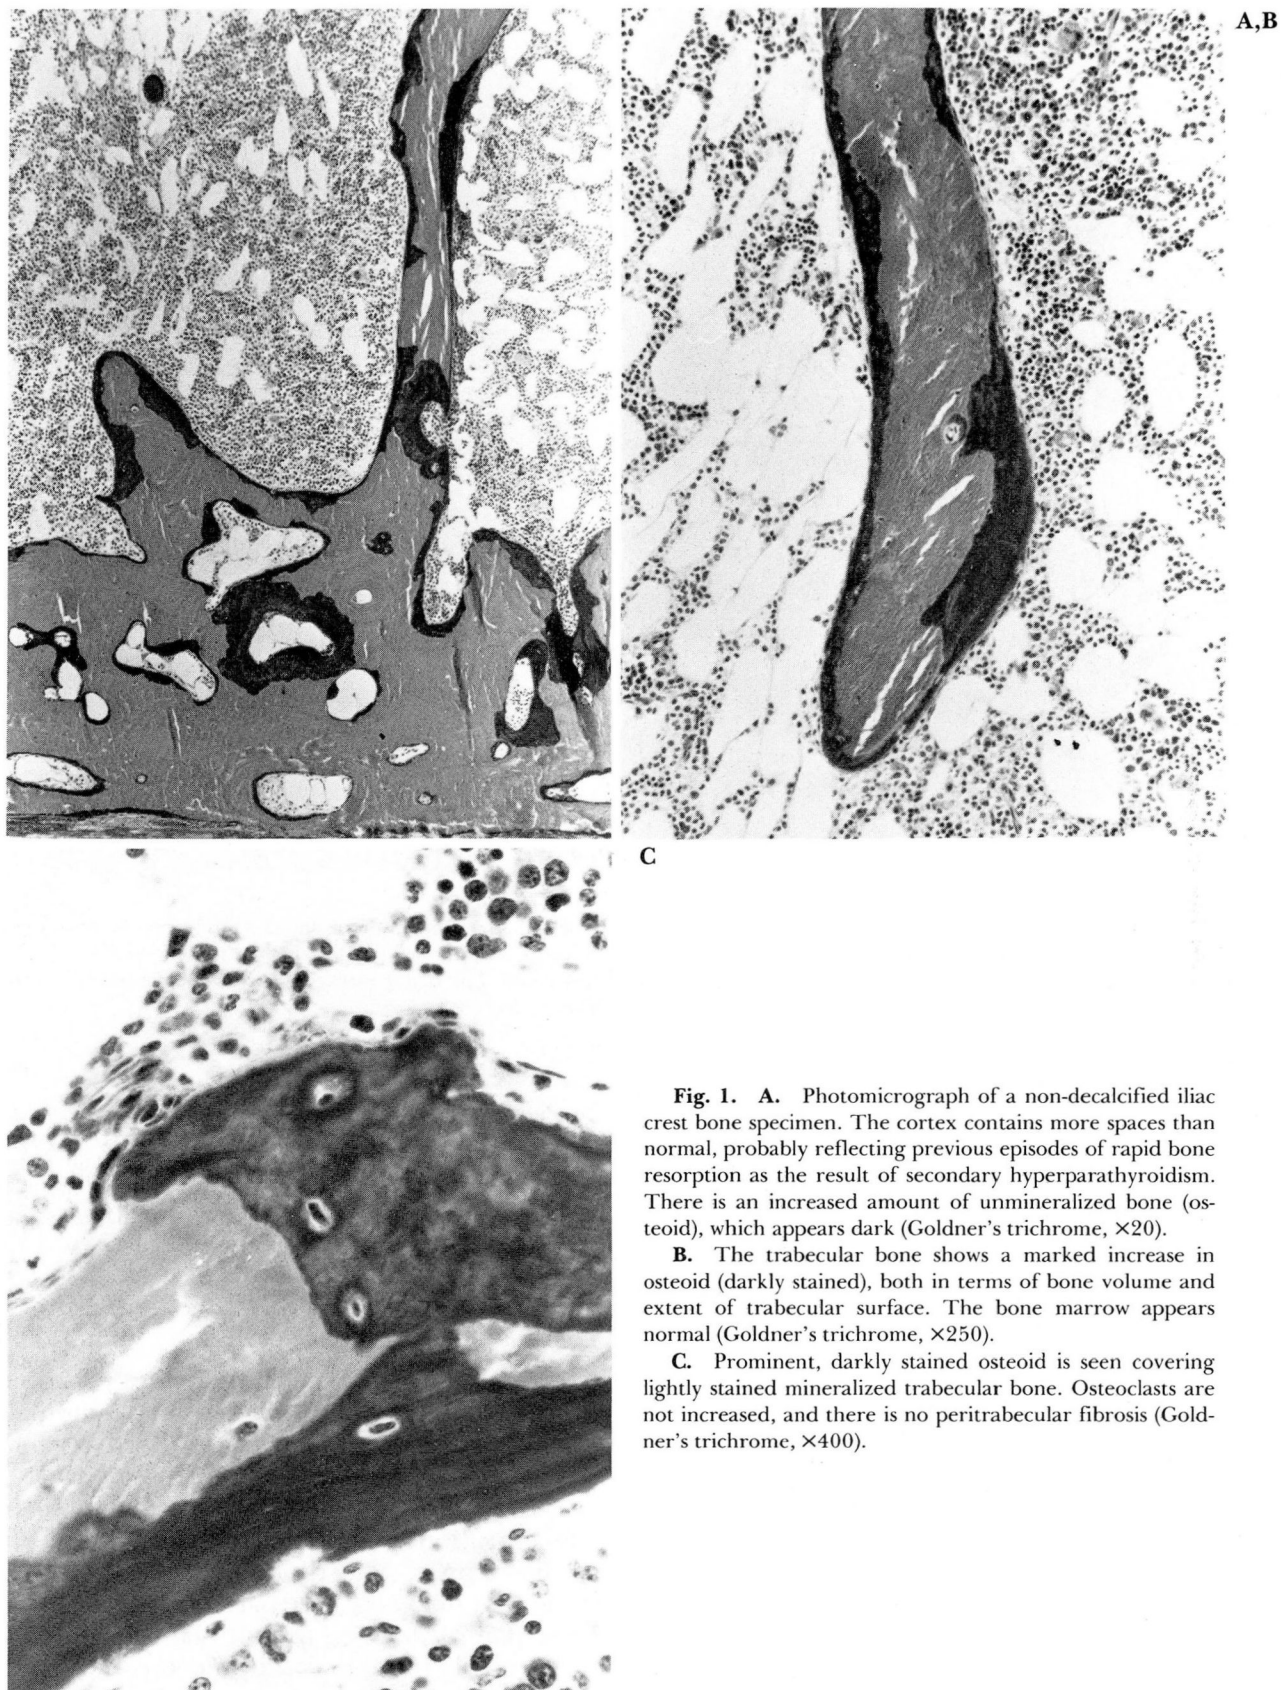 A,B
C
Fig. 1. A. Photomicrograph of a non-decalcified iliac
crest bone specimen. The cortex contains more spaces than
normal, probably reflecting previous episodes of rapid bone
resorption as the result of secondary hyperparathyroidism.
There is an increased amount of unmineralized bone (os-
teoid), which appears dark (Goldner's trichrome, ×20).
B. The trabecular bone shows a marked increase in
osteoid (darkly stained), both in terms of bone volume and
extent of trabecular surface. The bone marrow appears
normal (Goldner's trichrome, ×250).
C. Prominent, darkly stained osteoid is seen covering
lightly stained mineralized trabecular bone. Osteoclasts are
not increased, and there is no peritrabecular fibrosis (Gold-
ner's trichrome, ×400).